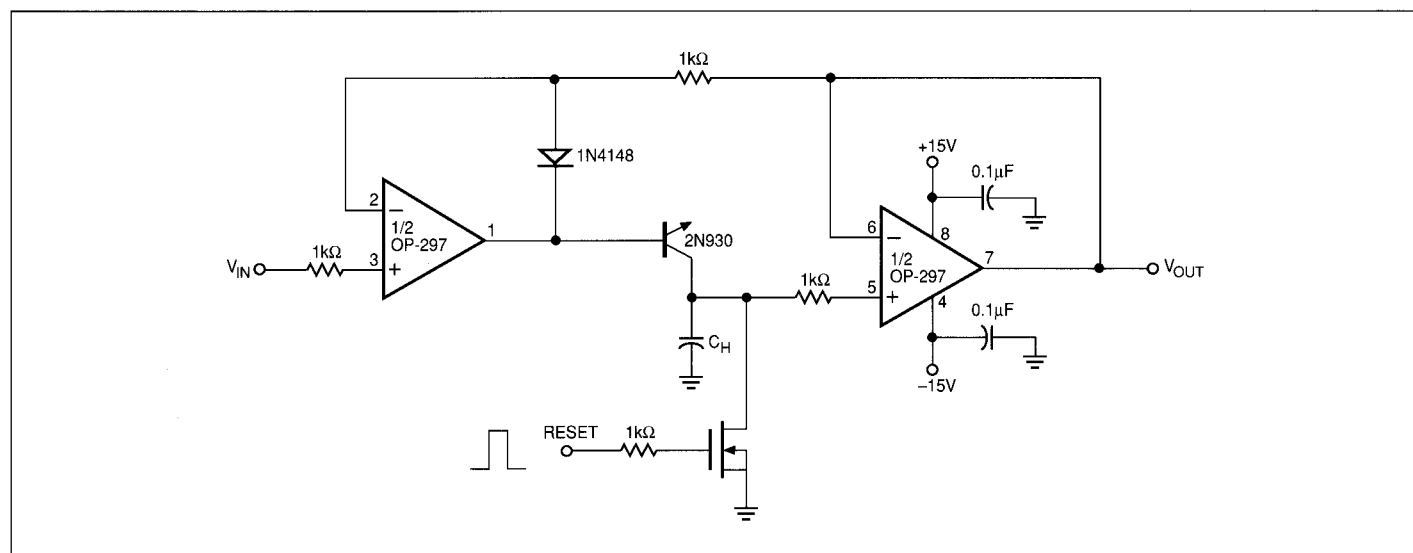 1kΩ
1N4148
+15V
0.1µF
2
1/2
OP-297
1
3
VIN
1kΩ
2N930
6
8
1/2
OP-297
7
5
4
1kΩ
VOUT
0.1µF
CH
–15V
RESET
1kΩ